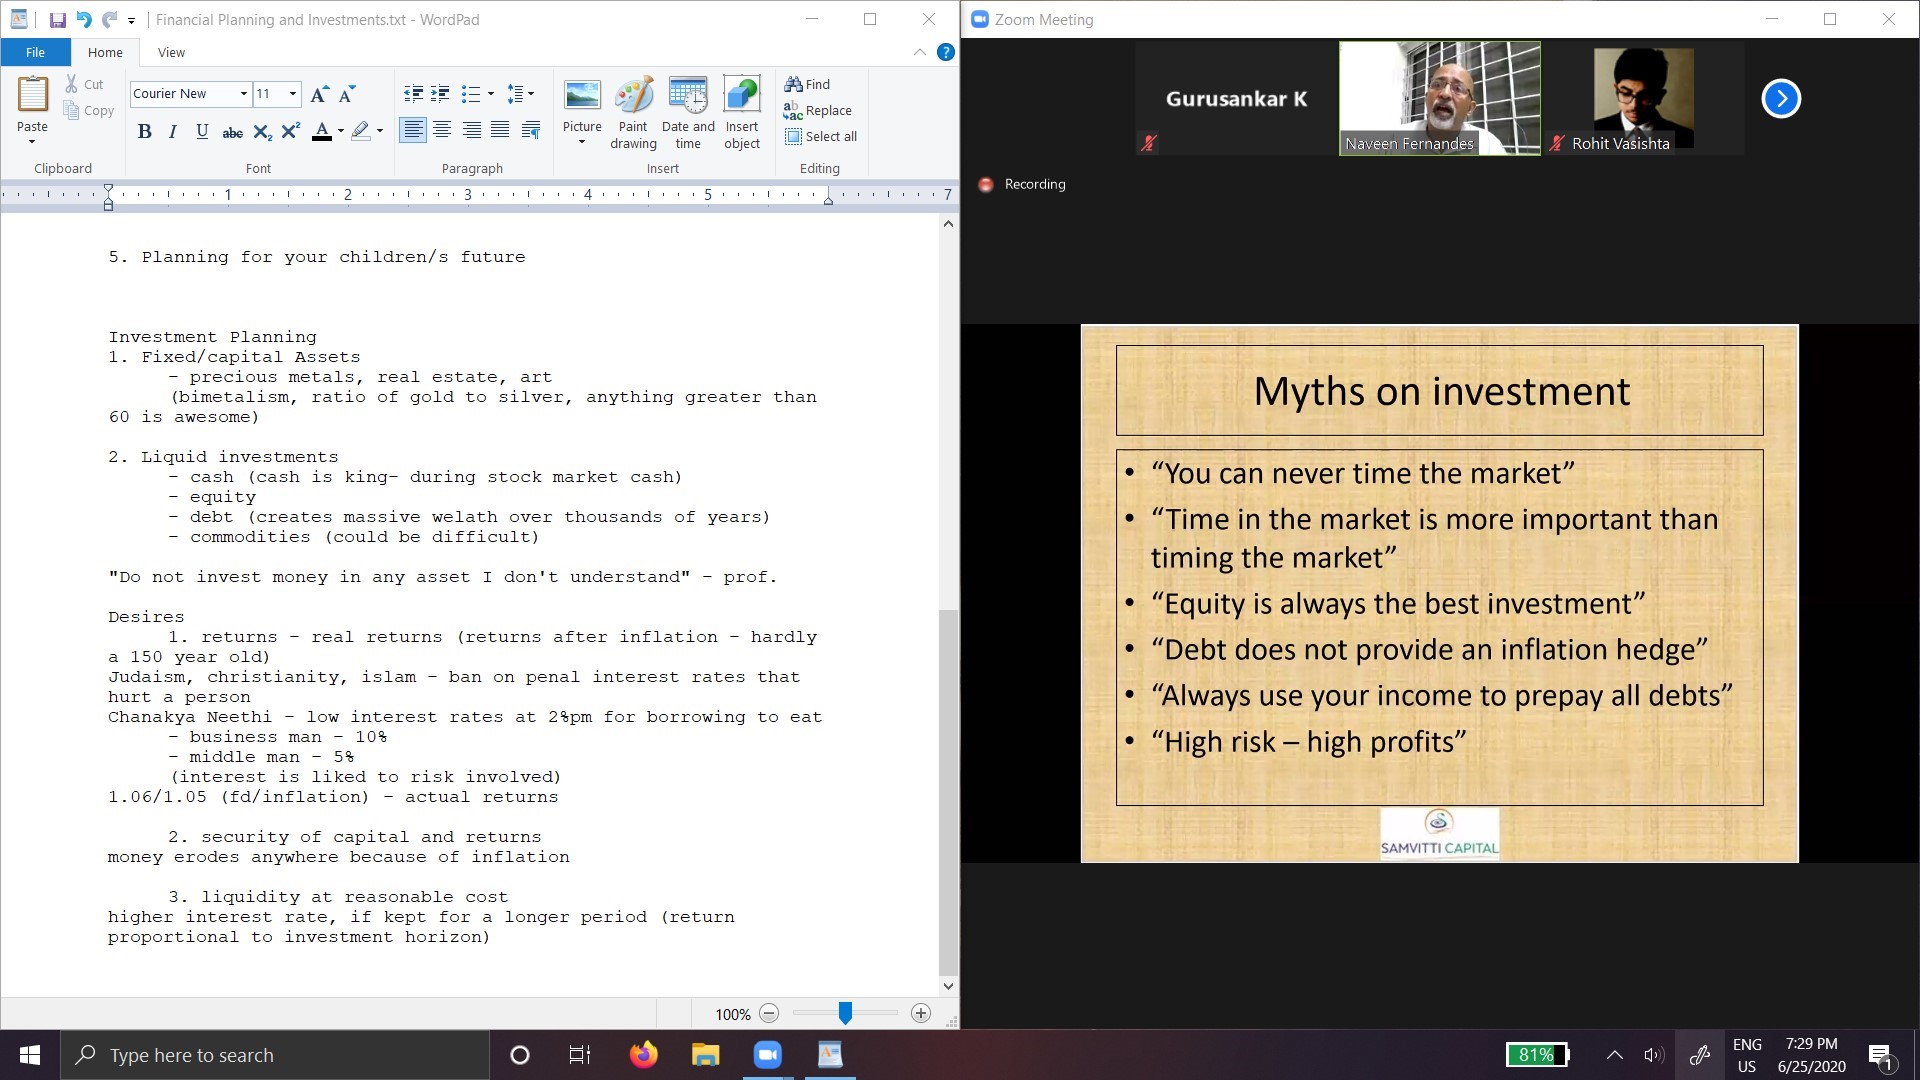 Financial Planning and Investments.txt - WordPad
File Home View
Paste
Cut
Copy
Clipboard
Courier New 11
B I U abc X₂ X² A
Font
Paragraph
Picture
Paint drawing
Date and time
Insert object
Insert
Find
Replace
Select all
Editing
1 2 3 4 5 7
5. Planning for your children/s future
Investment Planning
1. Fixed/capital Assets
- precious metals, real estate, art
(bimetalism, ratio of gold to silver, anything greater than
60 is awesome)
2. Liquid investments
- cash (cash is king- during stock market cash)
- equity
- debt (creates massive welath over thousands of years)
- commodities (could be difficult)
"Do not invest money in any asset I don't understand" - prof.
Desires
1. returns - real returns (returns after inflation - hardly
a 150 year old)
Judaism, christianity, islam - ban on penal interest rates that
hurt a person
Chanakya Neethi - low interest rates at 2%pm for borrowing to eat
- business man - 10%
- middle man - 5%
(interest is liked to risk involved)
1.06/1.05 (fd/inflation) - actual returns
2. security of capital and returns
money erodes anywhere because of inflation
3. liquidity at reasonable cost
higher interest rate, if kept for a longer period (return
proportional to investment horizon)
100%
Zoom Meeting
Gurusankar K
Naveen Fernandes
Rohit Vasishta
Recording
Myths on investment
• “You can never time the market”
• “Time in the market is more important than
timing the market”
• “Equity is always the best investment”
• “Debt does not provide an inflation hedge”
• “Always use your income to prepay all debts”
• “High risk – high profits”
SAMVITTI CAPITAL
Type here to search
81%
ENG
US
7:29 PM
6/25/2020
1